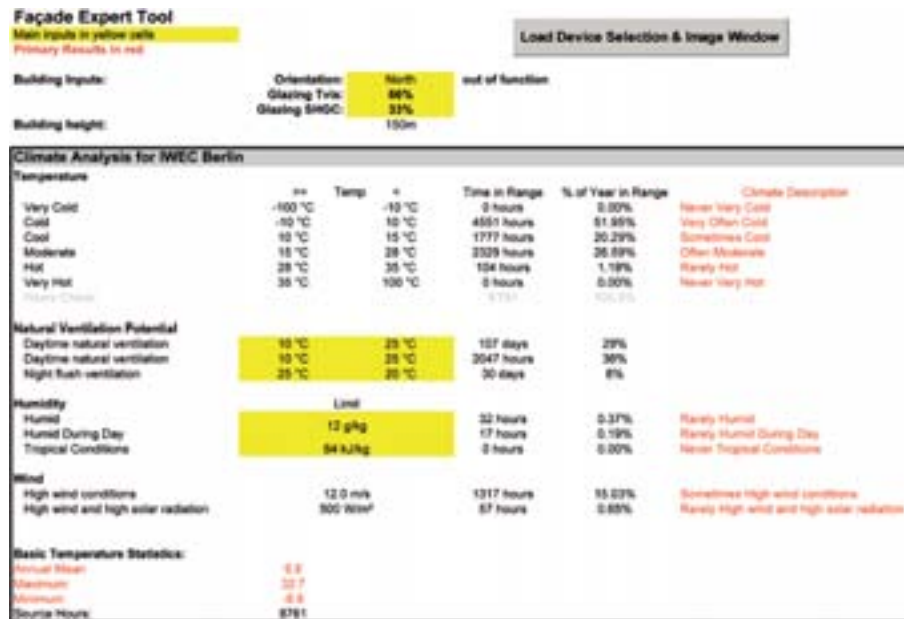 Façade Expert Tool
Main inputs in yellow cells
Primary Results in red
Load Device Selection & Image Window
Building Inputs: Orientation: North out of function
Glazing Tvis: 66%
Glazing SHGC: 33%
Building height: 150m
Climate Analysis for IWEC Berlin
Temperature
>= Temp < Time in Range % of Year in Range Climate Description
Very Cold -100 °C -10 °C 0 hours 0.00% Never Very Cold
Cold -10 °C 10 °C 4551 hours 51.95% Very Often Cold
Cool 10 °C 15 °C 1777 hours 20.29% Sometimes Cool
Moderate 15 °C 28 °C 2329 hours 26.59% Often Moderate
Hot 28 °C 35 °C 104 hours 1.19% Rarely Hot
Very Hot 35 °C 100 °C 0 hours 0.00% Never Very Hot
Natural Ventilation Potential
Daytime natural ventilation 10 °C 25 °C 107 days 29%
Daytime natural ventilation 10 °C 25 °C 2047 hours 36%
Night flush ventilation 25 °C 20 °C 30 days 8%
Humidity Limit
Humid 12 g/kg 32 hours 0.37% Rarely Humid
Humid During Day 17 hours 0.19% Rarely Humid During Day
Tropical Conditions 64 kJ/kg 0 hours 0.00% Never Tropical Conditions
Wind
High wind conditions 12.0 m/s 1317 hours 15.03% Sometimes High wind conditions
High wind and high solar radiation 500 W/m² 57 hours 0.65% Rarely High wind and high solar radiation
Basic Temperature Statistics:
Annual Mean
Maximum
Minimum
Source Hours: 8761